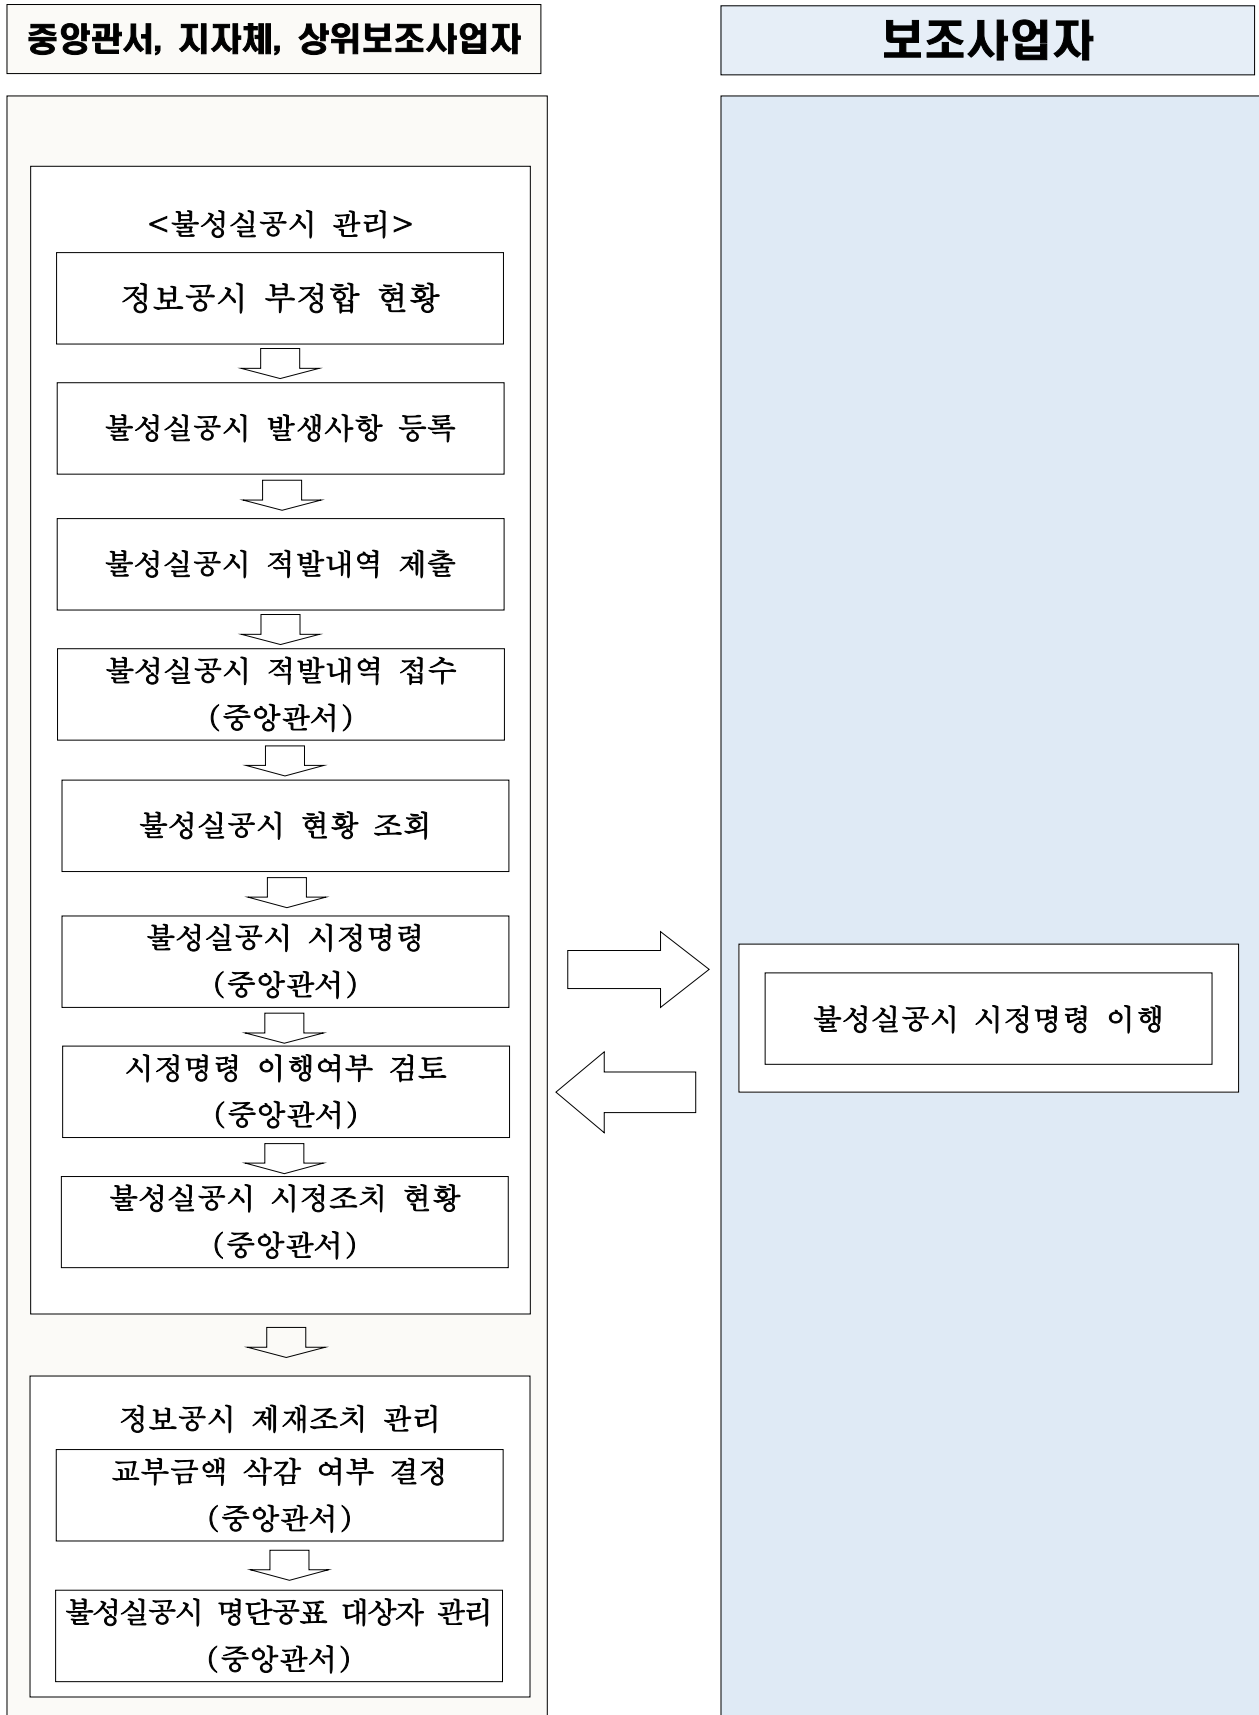 중앙관서, 지자체, 상위보조사업자
보조사업자
<불성실공시 관리>
정보공시 부정합 현황
불성실공시 발생사항 등록
불성실공시 적발내역 제출
불성실공시 적발내역 접수
(중앙관서)
불성실공시 현황 조회
불성실공시 시정명령
(중앙관서)
불성실공시 시정명령 이행
시정명령 이행여부 검토
(중앙관서)
불성실공시 시정조치 현황
(중앙관서)
정보공시 제재조치 관리
교부금액 삭감 여부 결정
(중앙관서)
불성실공시 명단공표 대상자 관리
(중앙관서)